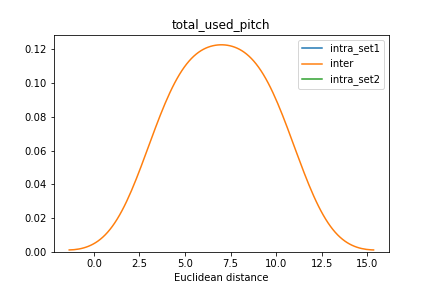 total_used_pitch
intra_set1
inter
intra_set2
0.12
0.10
0.08
0.06
0.04
0.02
0.00
0.0 2.5 5.0 7.5 10.0 12.5 15.0
Euclidean distance